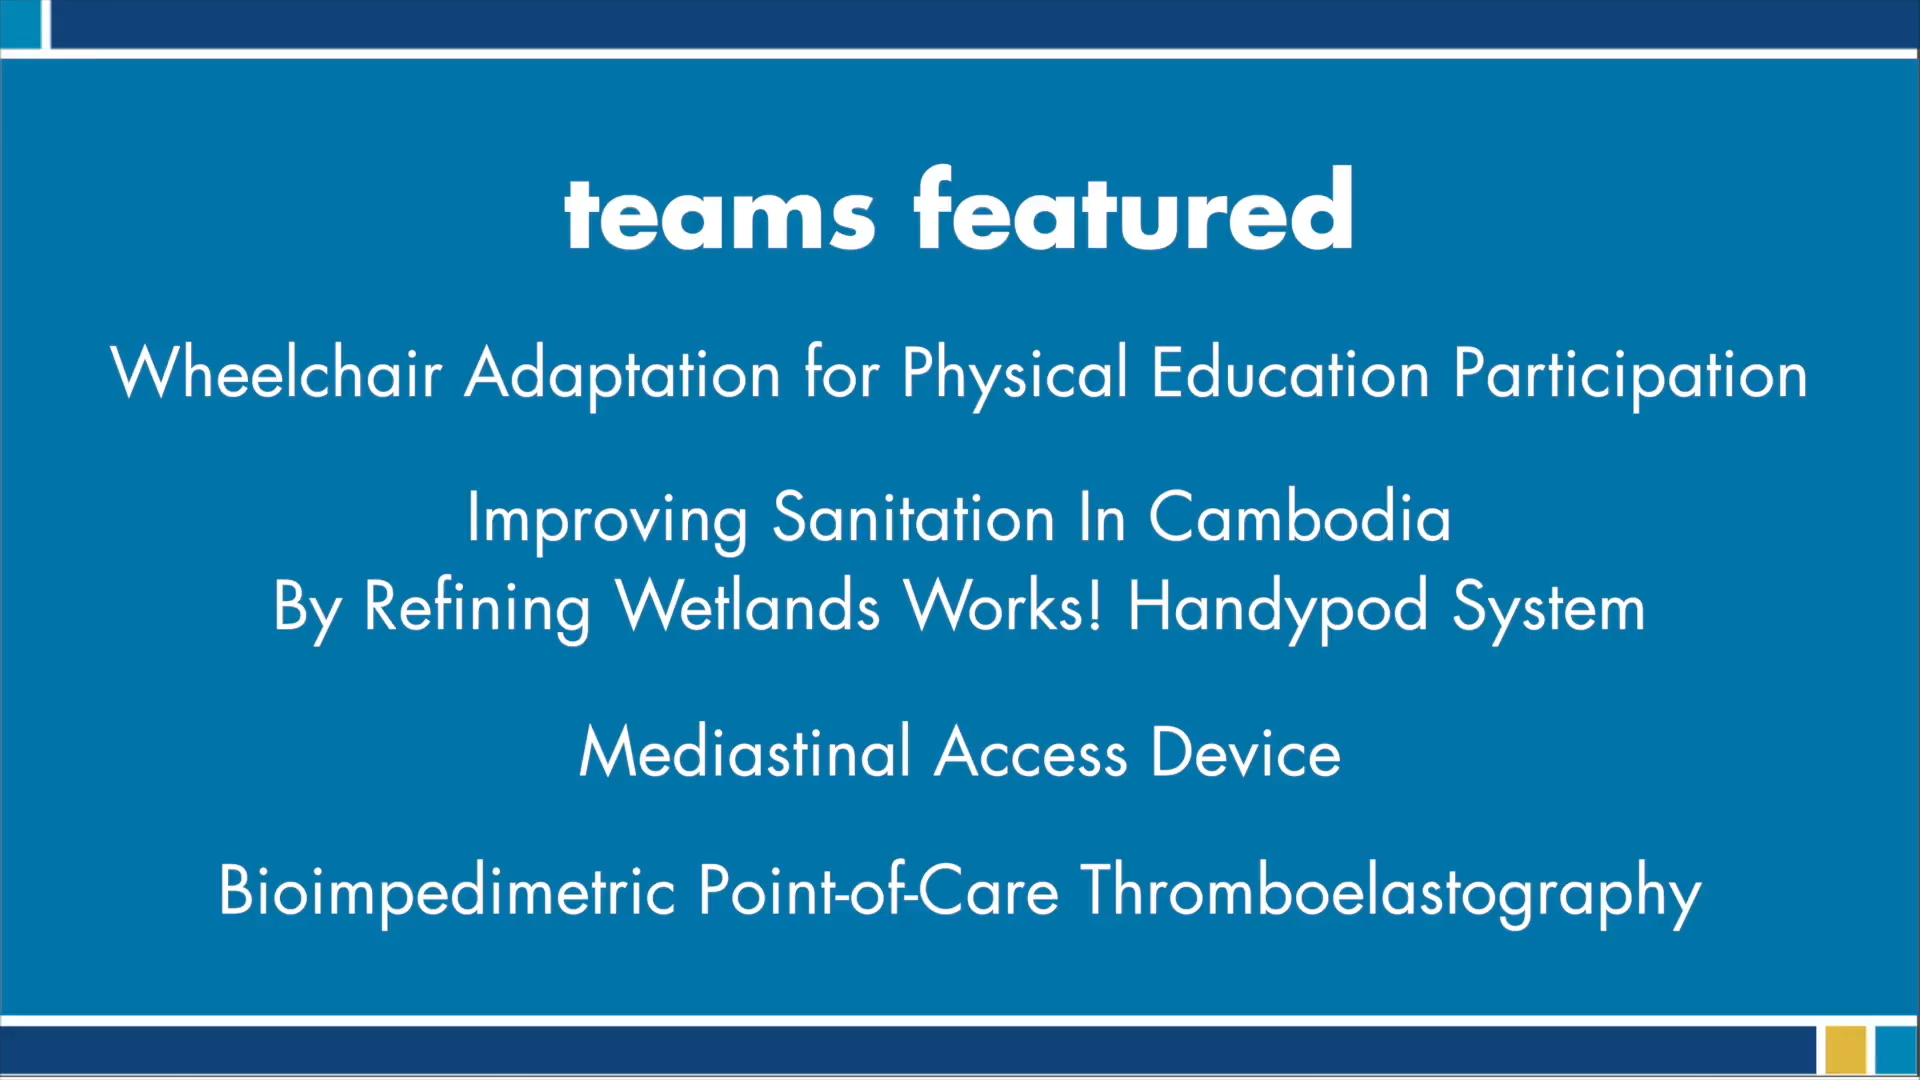 teams featured
Wheelchair Adaptation for Physical Education Participation
Improving Sanitation In Cambodia
By Refining Wetlands Works! Handypod System
Mediastinal Access Device
Bioimpedimetric Point-of-Care Thromboelastography